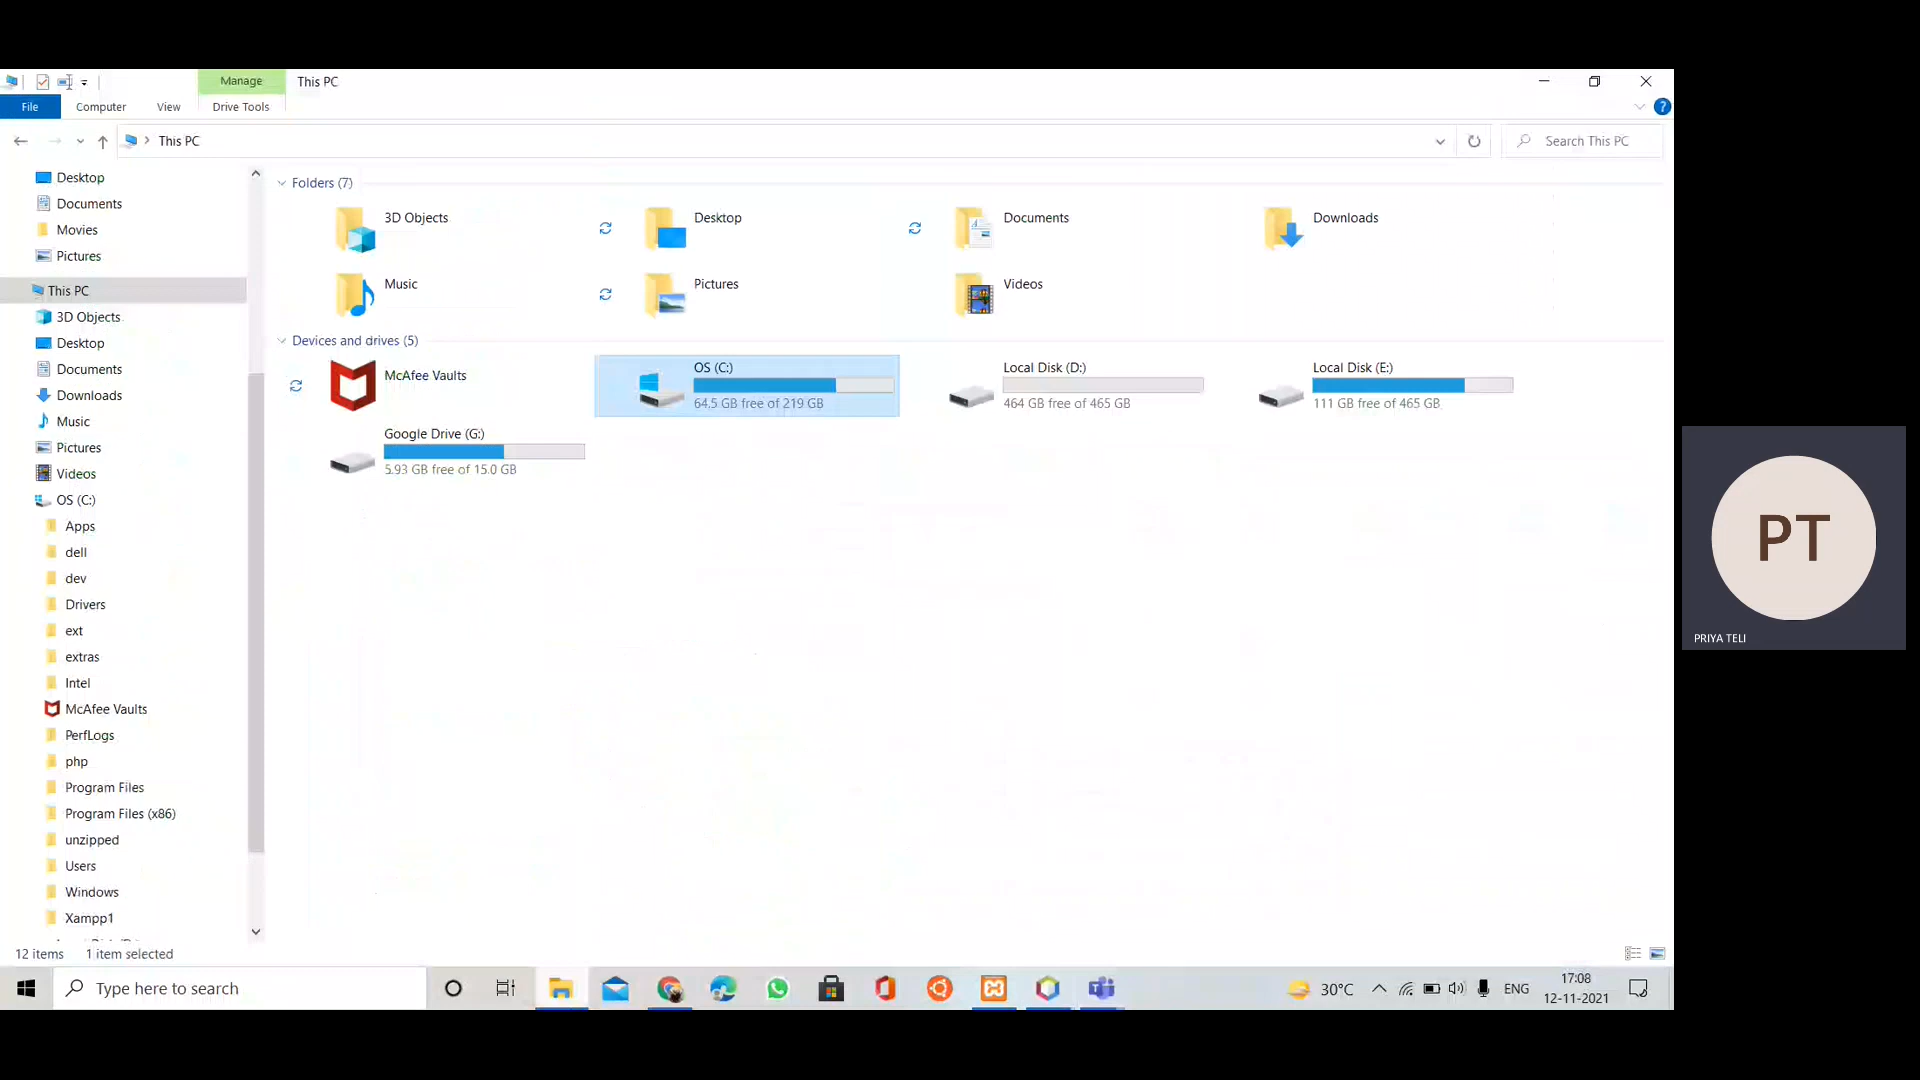 Manage
This PC
File
Computer
View
Drive Tools
This PC
Search This PC
Desktop
Documents
Movies
Pictures
This PC
3D Objects
Desktop
Documents
Downloads
Music
Pictures
Videos
OS (C:)
Apps
dell
dev
Drivers
ext
extras
Intel
McAfee Vaults
PerfLogs
php
Program Files
Program Files (x86)
unzipped
Users
Windows
Xampp1
Folders (7)
3D Objects
Desktop
Documents
Downloads
Music
Pictures
Videos
Devices and drives (5)
McAfee Vaults
OS (C:)
64.5 GB free of 219 GB
Local Disk (D:)
464 GB free of 465 GB
Local Disk (E:)
111 GB free of 465 GB
Google Drive (G:)
5.93 GB free of 15.0 GB
12 items
1 item selected
PT
PRIYA TELI
Type here to search
30°C
ENG
17:08
12-11-2021